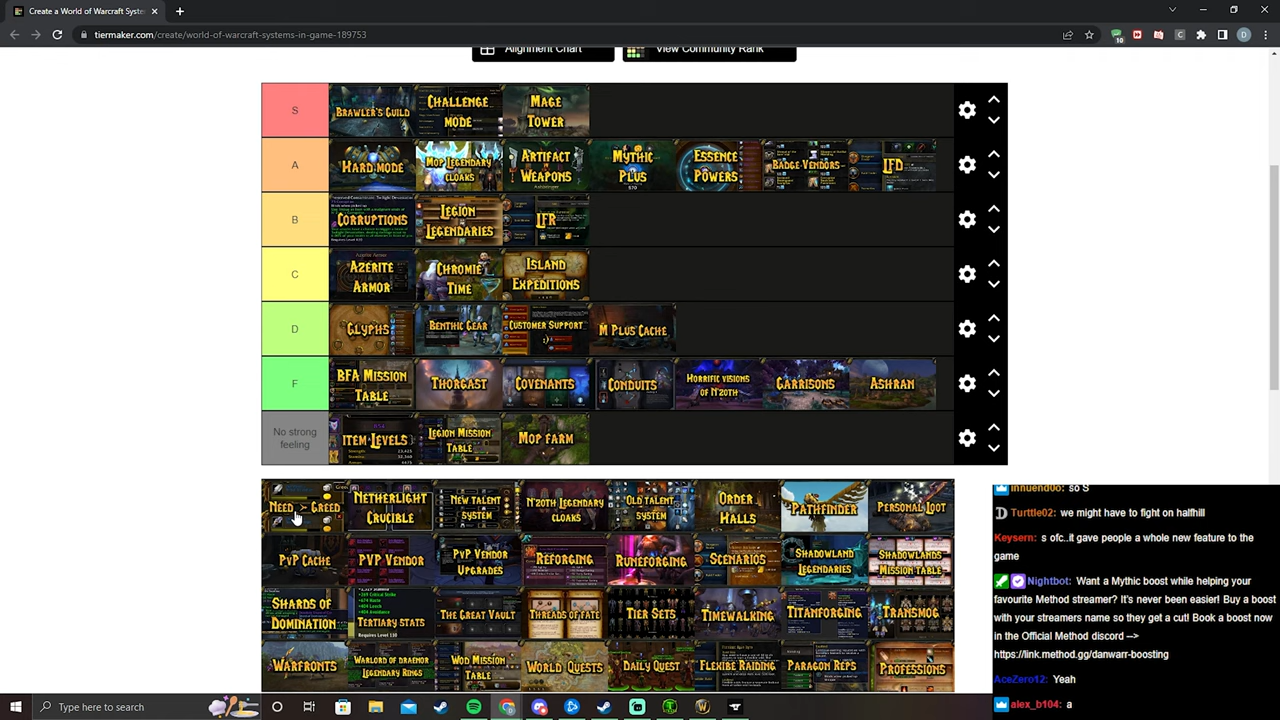 Create a World of Warcraft Syste
tiermaker.com/create/world-of-warcraft-systems-in-game-189753
Alignment Chart
View Community Rank
S
Brawler's Guild
Challenge Mode
Mage Tower
A
Hard Mode
MoP Legendary Cloaks
Artifact Weapons
Mythic Plus
Essence Powers
Badge Vendors
LFD
B
Corruptions
Legion Legendaries
LFR
C
Azerite Armor
Chromie Time
Island Expeditions
D
Glyphs
Benthic Gear
Customer Support
M Plus Cache
F
BFA Mission Table
Thorgast
Covenants
Conduits
Horrific Visions of N'Zoth
Garrisons
Ashran
No strong feeling
Item Levels
Legion Mission Table
MoP Farm
Need > Greed
Netherlight Crucible
New Talent System
N'Zoth Legendary Cloaks
Old Talent System
Order Halls
Pathfinder
Personal Loot
PvP Cache
PvP Vendor
PvP Vendor Upgrades
Reforging
Runeforging
Scenarios
Shadowland Legendaries
Shadowlands Mission Table
Shards of Domination
Tertiary Stats
Requires Level 130
The Great Vault
Threads of Fate
Tier Sets
Timewalking
Titanforging
Transmog
Warfronts
Warlord of Draenor Legendary Rings
WoD Mission Table
World Quests
Daily Quest
Flexible Raiding
Paragon Reps
Professions
innuend0o: so S
Turttle02: we might have to fight on halfhill
Keysern: s ofc..it gave people a whole new feature to the
game
Nightbot: Want a Mythic boost while helping your
favourite Method streamer? It's never been easier! Buy a boost
with your streamers name so they get a cut! Book a boost now
in the Official Method discord -->
https://link.method.gg/danwarr-boosting
AceZero12: Yeah
alex_b104: a
Type here to search